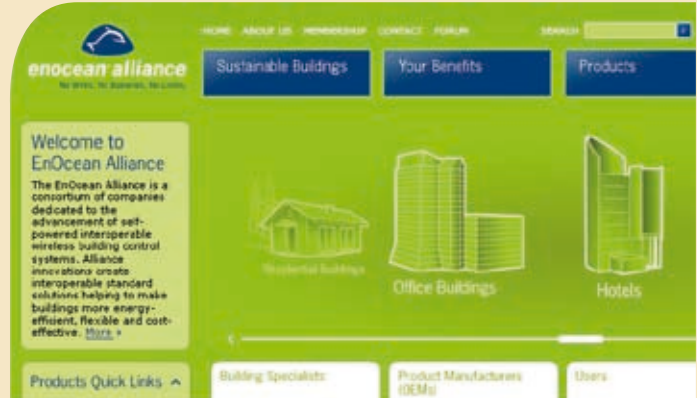 HOME ABOUT US MEMBERSHIP CONTACT FORUM SEARCH
enocean alliance
No Wires. No Batteries. No Limits.
Sustainable Buildings
Your Benefits
Products
Welcome to
EnOcean Alliance
The EnOcean Alliance is a
consortium of companies
dedicated to the
advancement of self-
powered interoperable
wireless building control
systems. Alliance
innovations create
interoperable standard
solutions helping to make
buildings more energy-
efficient, flexible and cost-
effective. More »
Residential Buildings
Office Buildings
Hotels
Products Quick Links
Building Specialists
Product Manufacturers
(OEMs)
Users